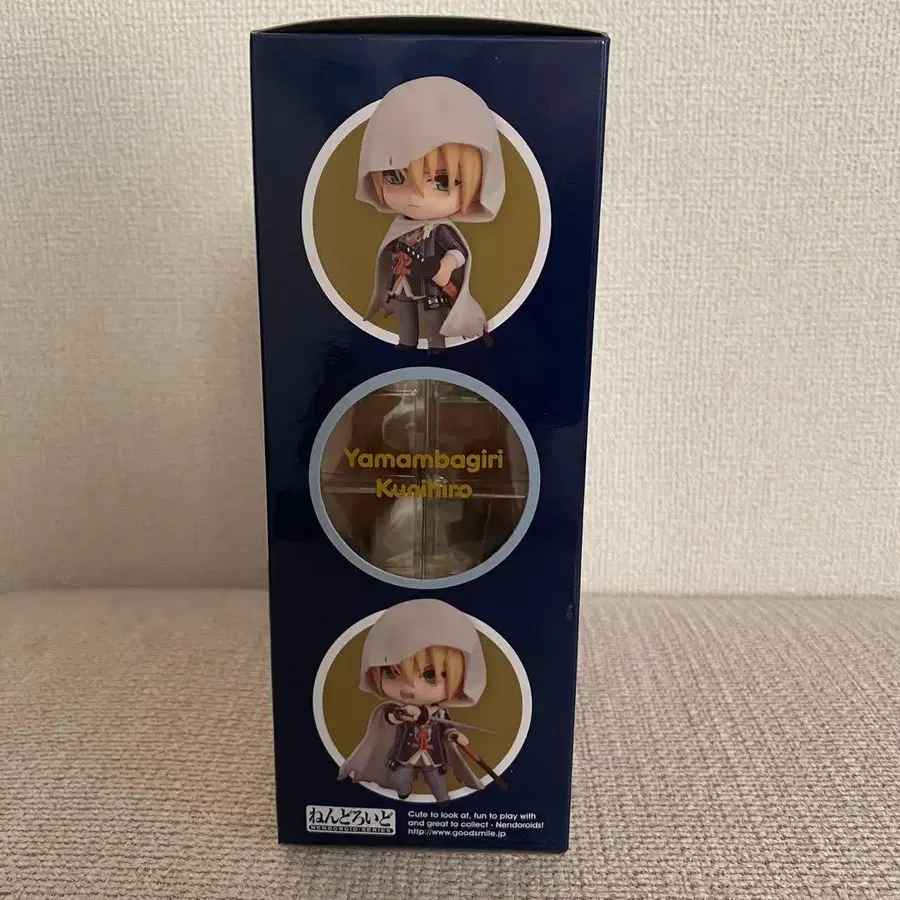 Yamambagiri
Kunihiro
ねんどろいど
NENDOROID SERIES
Cute to look at, fun to play with
and great to collect - Nendoroids!
http://www.goodsmile.jp